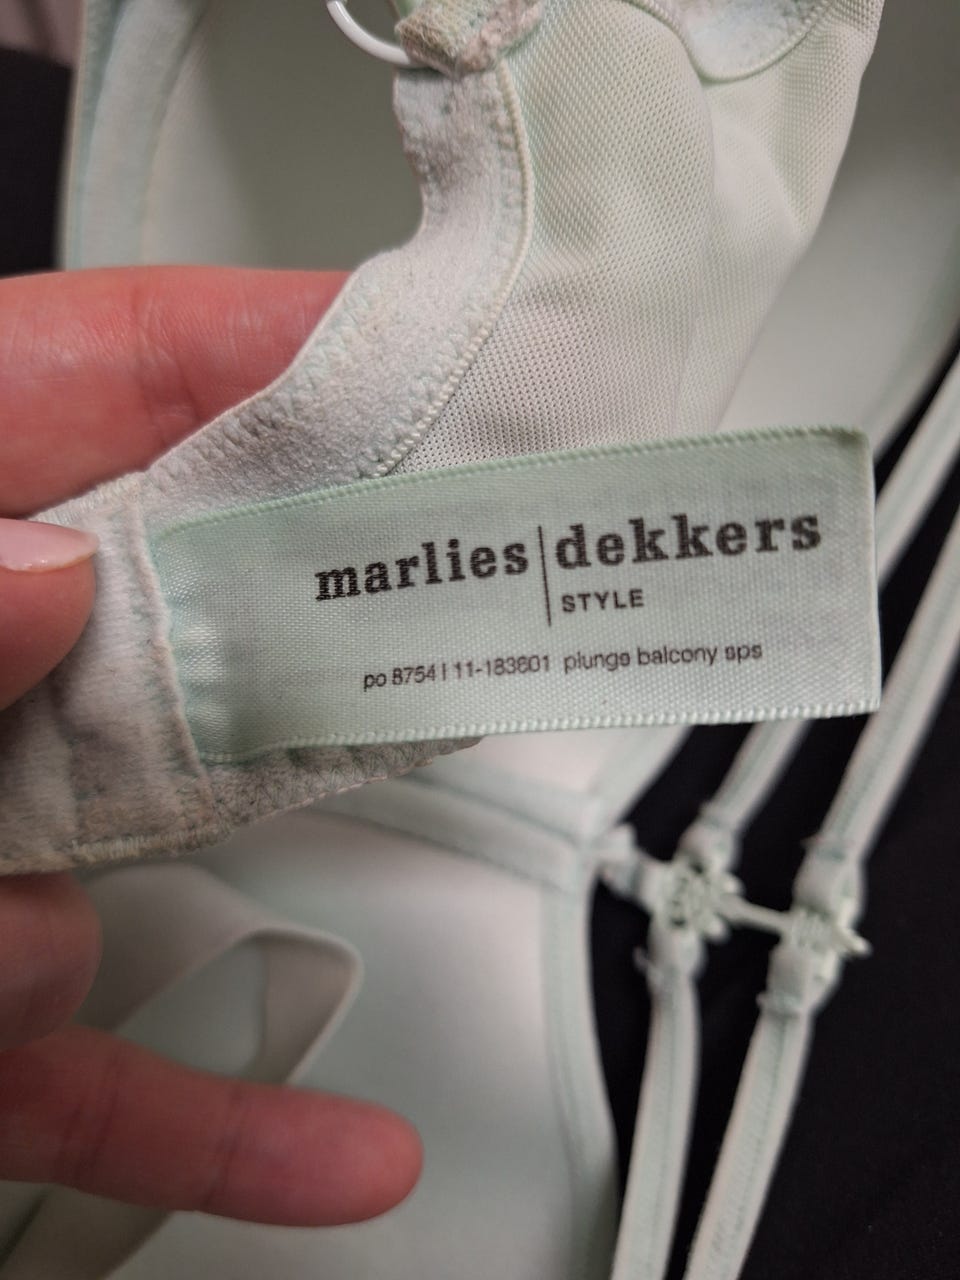 marlies | dekkers
STYLE
po 8754 | 11-183601 plunge balcony sps